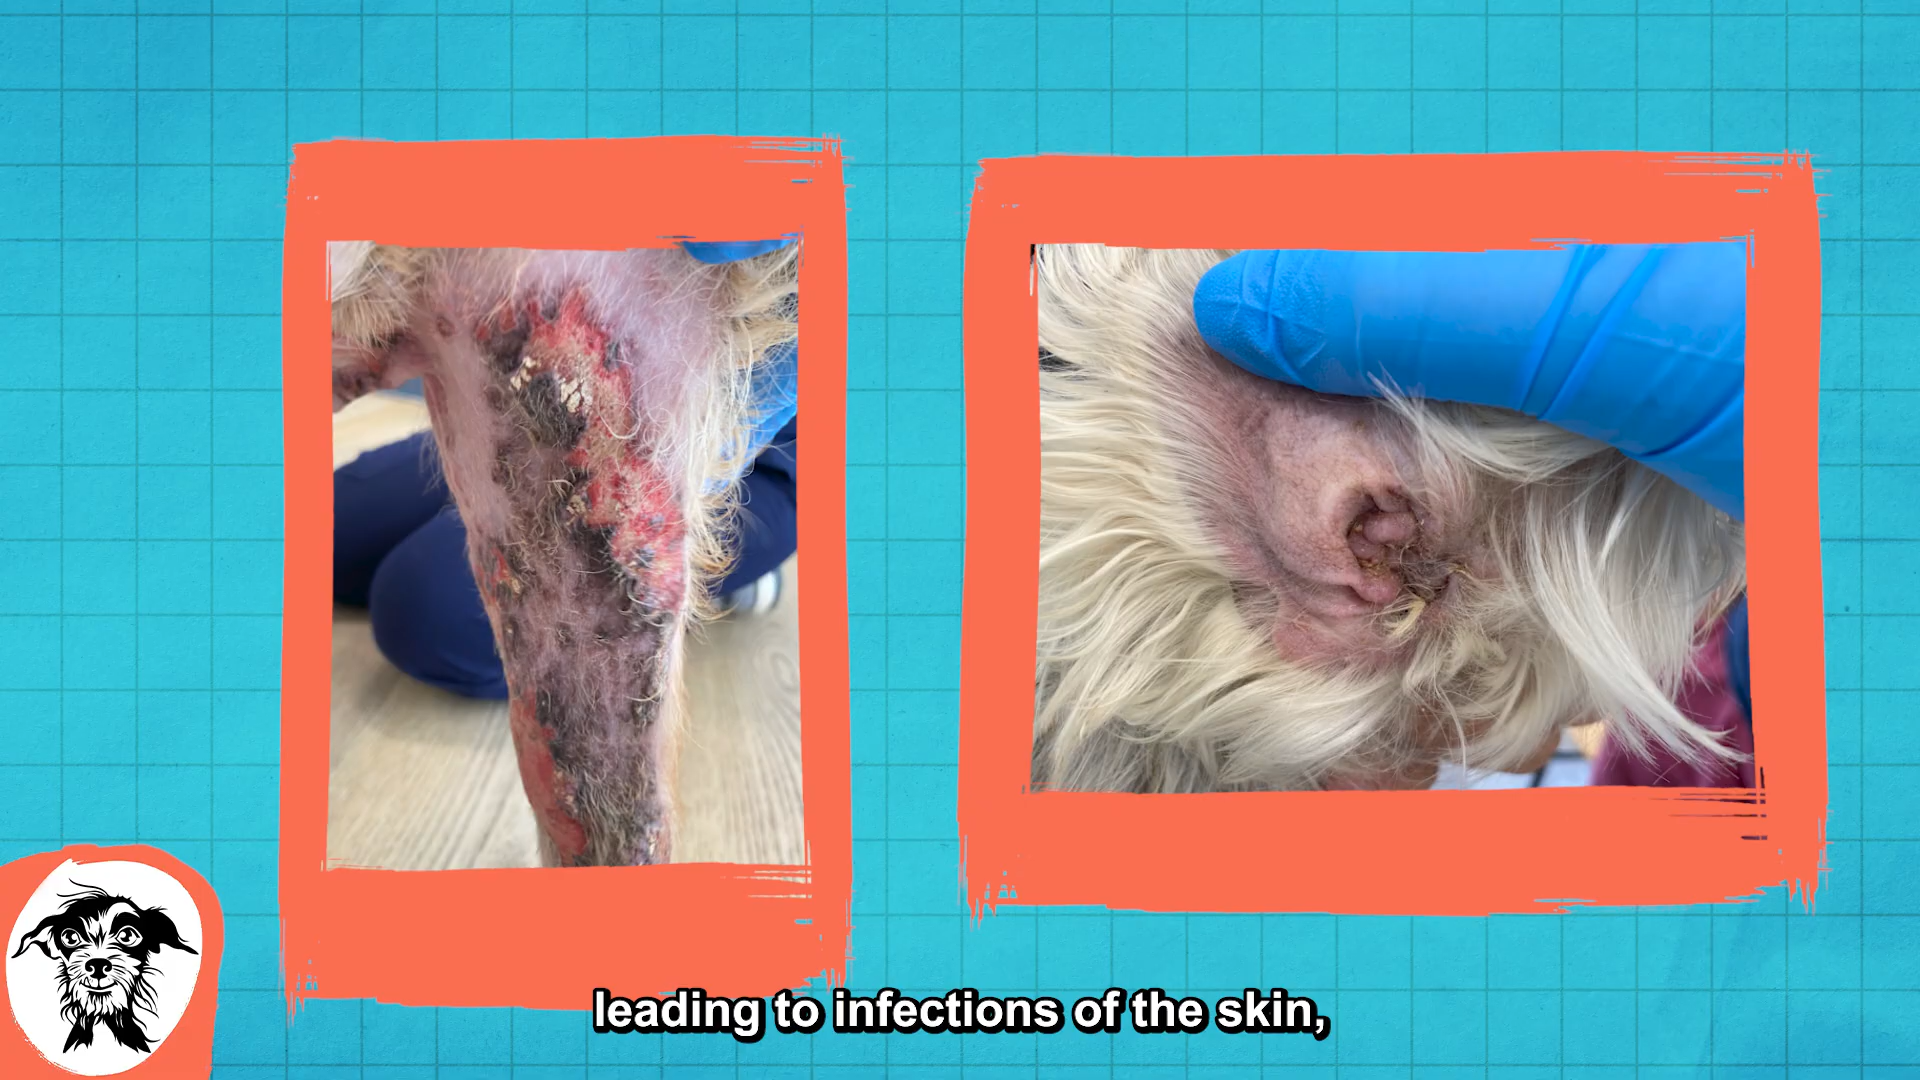 leading to infections of the skin,